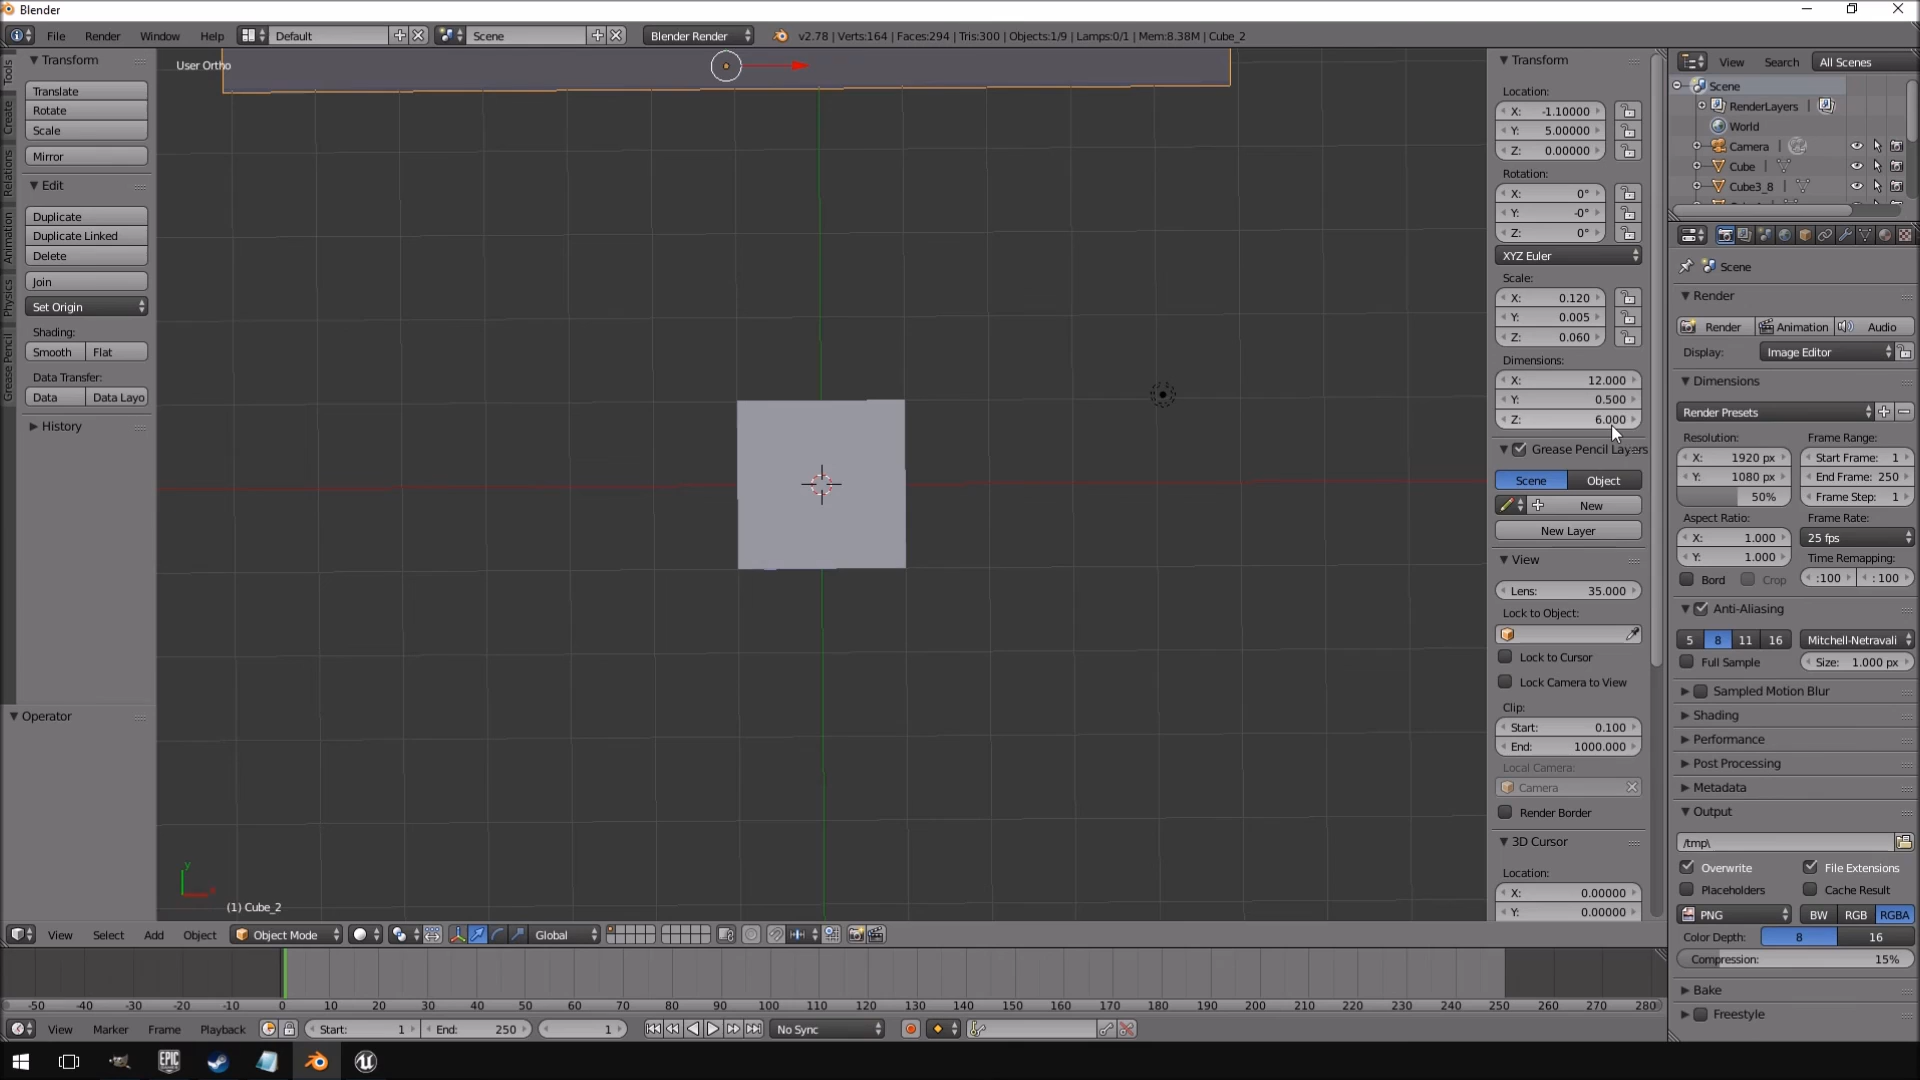 Blender
File Render Window Help Default Scene Blender Render v2.78 | Verts:164 | Faces:294 | Tris:300 | Objects:1/9 | Lamps:0/1 | Mem:8.38M | Cube_2
Tools
Create
Relations
Animation
Physics
Grease Pencil
Transform
Translate
Rotate
Scale
Mirror
Edit
Duplicate
Duplicate Linked
Delete
Join
Set Origin
Shading:
Smooth Flat
Data Transfer:
Data Data Layo
History
Operator
User Ortho
(1) Cube_2
Transform
Location:
X: -1.10000
Y: 5.00000
Z: 0.00000
Rotation:
X: 0°
Y: -0°
Z: 0°
XYZ Euler
Scale:
X: 0.120
Y: 0.005
Z: 0.060
Dimensions:
X: 12.000
Y: 0.500
Z: 6.000
Grease Pencil Layers
Scene Object
New
New Layer
View
Lens: 35.000
Lock to Object:
Lock to Cursor
Lock Camera to View
Clip:
Start: 0.100
End: 1000.000
Local Camera:
Camera
Render Border
3D Cursor
Location:
X: 0.00000
Y: 0.00000
View Search All Scenes
Scene
RenderLayers
World
Camera
Cube
Cube3_8
Scene
Render
Render Animation Audio
Display: Image Editor
Dimensions
Render Presets
Resolution: Frame Range:
X: 1920 px Start Frame: 1
Y: 1080 px End Frame: 250
50% Frame Step: 1
Aspect Ratio: Frame Rate:
X: 1.000 25 fps
Y: 1.000 Time Remapping:
Bord Crop :100 :100
Anti-Aliasing
5 8 11 16 Mitchell-Netravali
Full Sample Size: 1.000 px
Sampled Motion Blur
Shading
Performance
Post Processing
Metadata
Output
/tmp\
Overwrite File Extensions
Placeholders Cache Result
PNG BW RGB RGBA
Color Depth: 8 16
Compression: 15%
Bake
Freestyle
View Select Add Object Object Mode Global
-50 -40 -30 -20 -10 0 10 20 30 40 50 60 70 80 90 100 110 120 130 140 150 160 170 180 190 200 210 220 230 240 250 260 270 280
View Marker Frame Playback Start: 1 End: 250 1 No Sync
EPIC